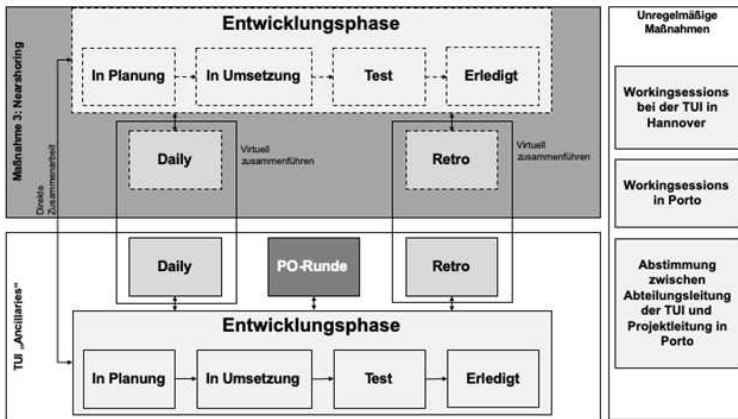 Maßnahme 3: Nearshoring
Entwicklungsphase
In Planung
In Umsetzung
Test
Erledigt
Direkte
Zusammenarbeit
Daily
Virtuell
zusammenführen
Retro
Virtuell
zusammenführen
TUI „Ancillaries“
Daily
PO-Runde
Retro
Entwicklungsphase
In Planung
In Umsetzung
Test
Erledigt
Unregelmäßige
Maßnahmen
Workingsessions
bei der TUI in
Hannover
Workingsessions
in Porto
Abstimmung
zwischen
Abteilungsleitung
der TUI und
Projektleitung in
Porto